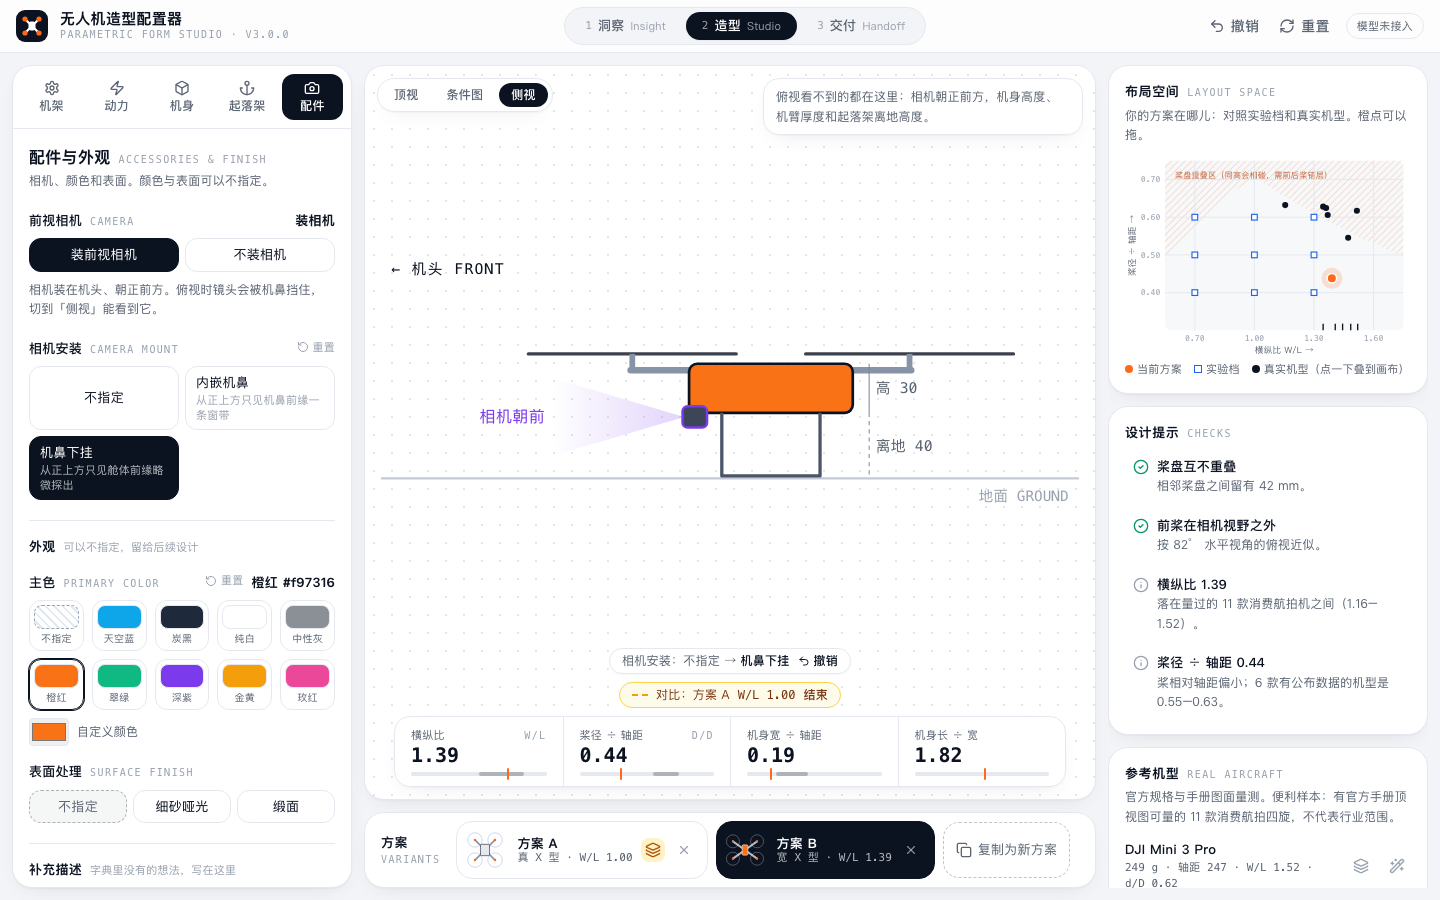 无人机造型配置器
PARAMETRIC FORM STUDIO · V3.0.0
1 洞察 Insight
2 造型 Studio
3 交付 Handoff
撤销
重置
模型未接入
机架
动力
机身
起落架
配件
配件与外观 ACCESSORIES & FINISH
相机、颜色和表面。颜色与表面可以不指定。
前视相机 CAMERA 装相机
装前视相机
不装相机
相机装在机头、朝正前方。俯视时镜头会被机鼻挡住，
切到「侧视」能看到它。
相机安装 CAMERA MOUNT 重置
不指定
内嵌机鼻
从正上方只见机鼻前缘一
条窗带
机鼻下挂
从正上方只见舱体前缘略
微探出
外观 可以不指定，留给后续设计
主色 PRIMARY COLOR 重置 橙红 #f97316
不指定
天空蓝
炭黑
纯白
中性灰
橙红
翠绿
深紫
金黄
玫红
自定义颜色
表面处理 SURFACE FINISH
不指定
细砂哑光
缎面
补充描述 字典里没有的想法，写在这里
顶视
条件图
侧视
俯视看不到的都在这里：相机朝正前方，机身高度、
机臂厚度和起落架离地高度。
← 机头 FRONT
相机朝前
高 30
离地 40
地面 GROUND
相机安装：不指定 → 机鼻下挂 撤销
对比：方案 A W/L 1.00 结束
横纵比 W/L
1.39
桨径 ÷ 轴距 D/D
0.44
机身宽 ÷ 轴距
0.19
机身长 ÷ 宽
1.82
方案
VARIANTS
方案 A
真 X 型 · W/L 1.00
方案 B
宽 X 型 · W/L 1.39
复制为新方案
布局空间 LAYOUT SPACE
你的方案在哪儿：对照实验档和真实机型。橙点可以
拖。
桨盘重叠区（同高会相碰，需前后桨错层）
0.70
0.60
0.50
0.40
桨径 ÷ 轴距 →
0.70
1.00
1.30
1.60
横纵比 W/L →
当前方案
实验档
真实机型（点一下叠到画布）
设计提示 CHECKS
桨盘互不重叠
相邻桨盘之间留有 42 mm。
前桨在相机视野之外
按 82° 水平视角的俯视近似。
横纵比 1.39
落在量过的 11 款消费航拍机之间（1.16—
1.52）。
桨径 ÷ 轴距 0.44
桨相对轴距偏小；6 款有公布数据的机型是
0.55—0.63。
参考机型 REAL AIRCRAFT
官方规格与手册图面量测。便利样本：有官方手册顶
视图可量的 11 款消费航拍四旋，不代表行业范围。
DJI Mini 3 Pro
249 g · 轴距 247 · W/L 1.52 ·
d/D 0.62